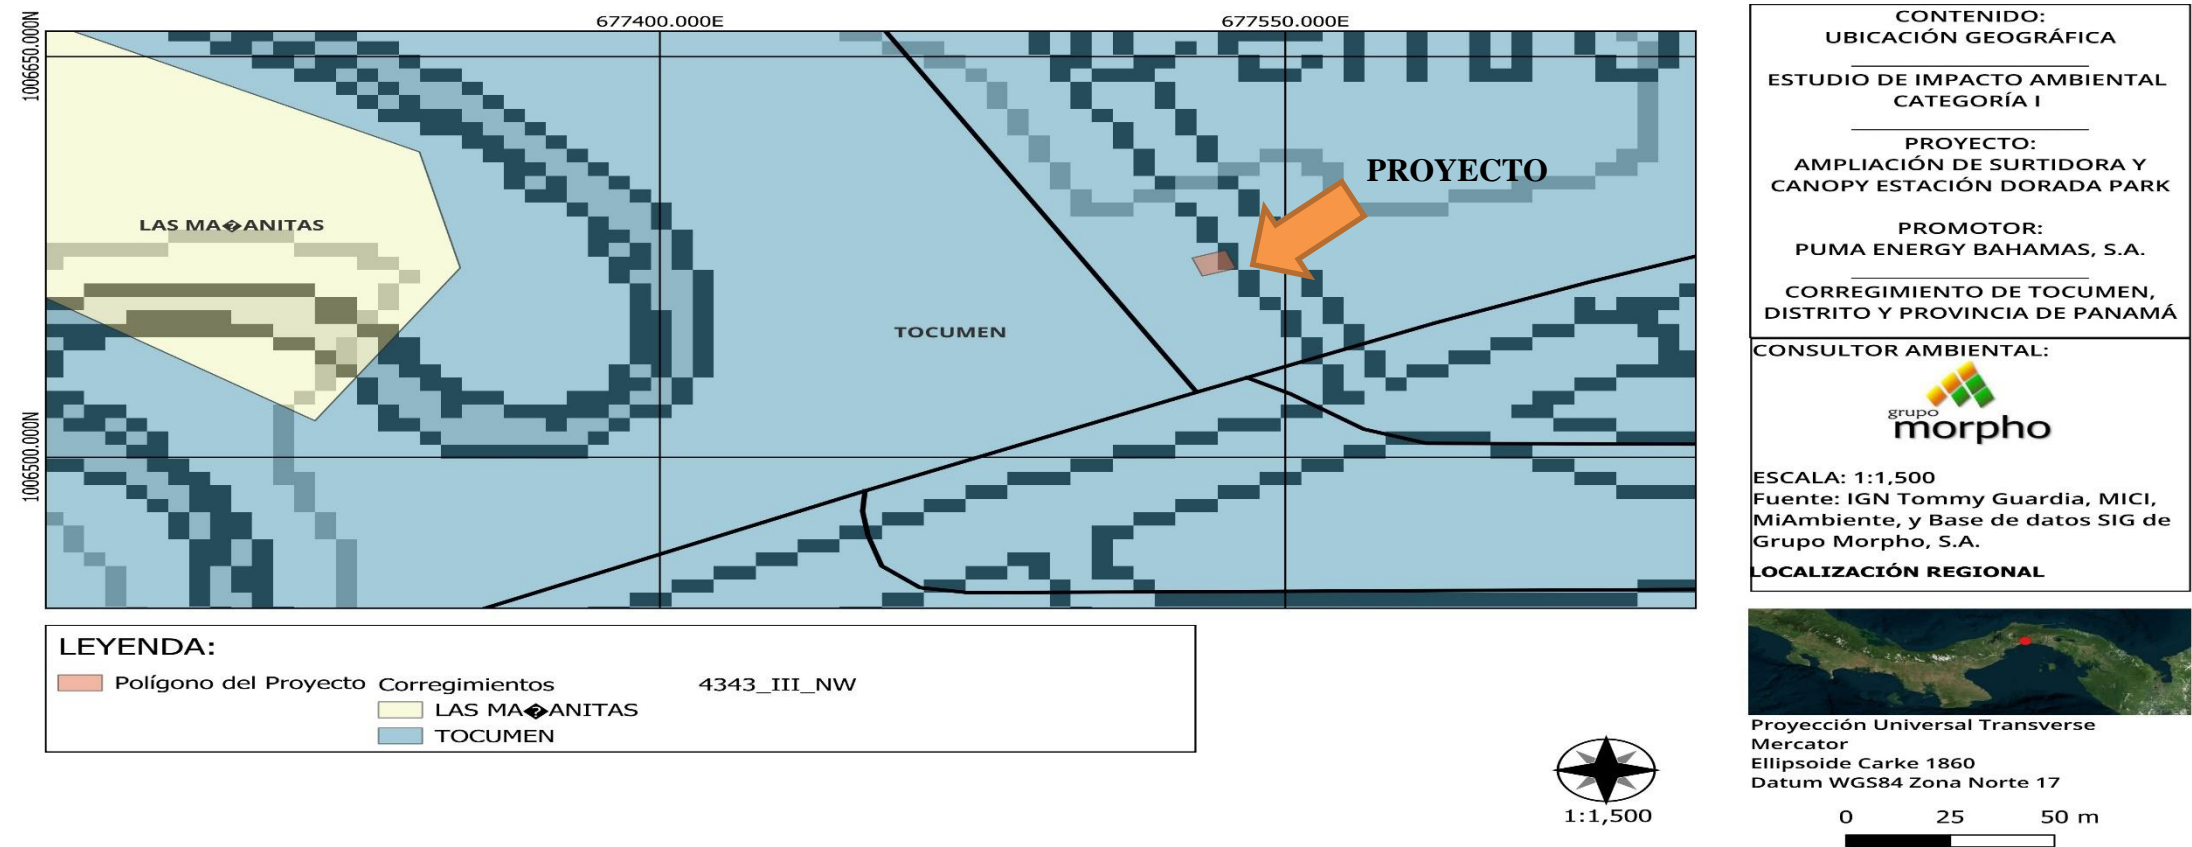 677400.000E
677550.000E
1006650.000N
1006500.000N
PROYECTO
LAS MA�ANITAS
TOCUMEN
LEYENDA:
Polígono del Proyecto
Corregimientos
4343_III_NW
LAS MA�ANITAS
TOCUMEN
1:1,500
CONTENIDO:
UBICACIÓN GEOGRÁFICA
ESTUDIO DE IMPACTO AMBIENTAL
CATEGORÍA I
PROYECTO:
AMPLIACIÓN DE SURTIDORA Y
CANOPY ESTACIÓN DORADA PARK
PROMOTOR:
PUMA ENERGY BAHAMAS, S.A.
CORREGIMIENTO DE TOCUMEN,
DISTRITO Y PROVINCIA DE PANAMÁ
CONSULTOR AMBIENTAL:
grupo
morpho
ESCALA: 1:1,500
Fuente: IGN Tommy Guardia, MICI,
MiAmbiente, y Base de datos SIG de
Grupo Morpho, S.A.
LOCALIZACIÓN REGIONAL
Proyección Universal Transverse
Mercator
Ellipsoide Carke 1860
Datum WGS84 Zona Norte 17
0 25 50 m